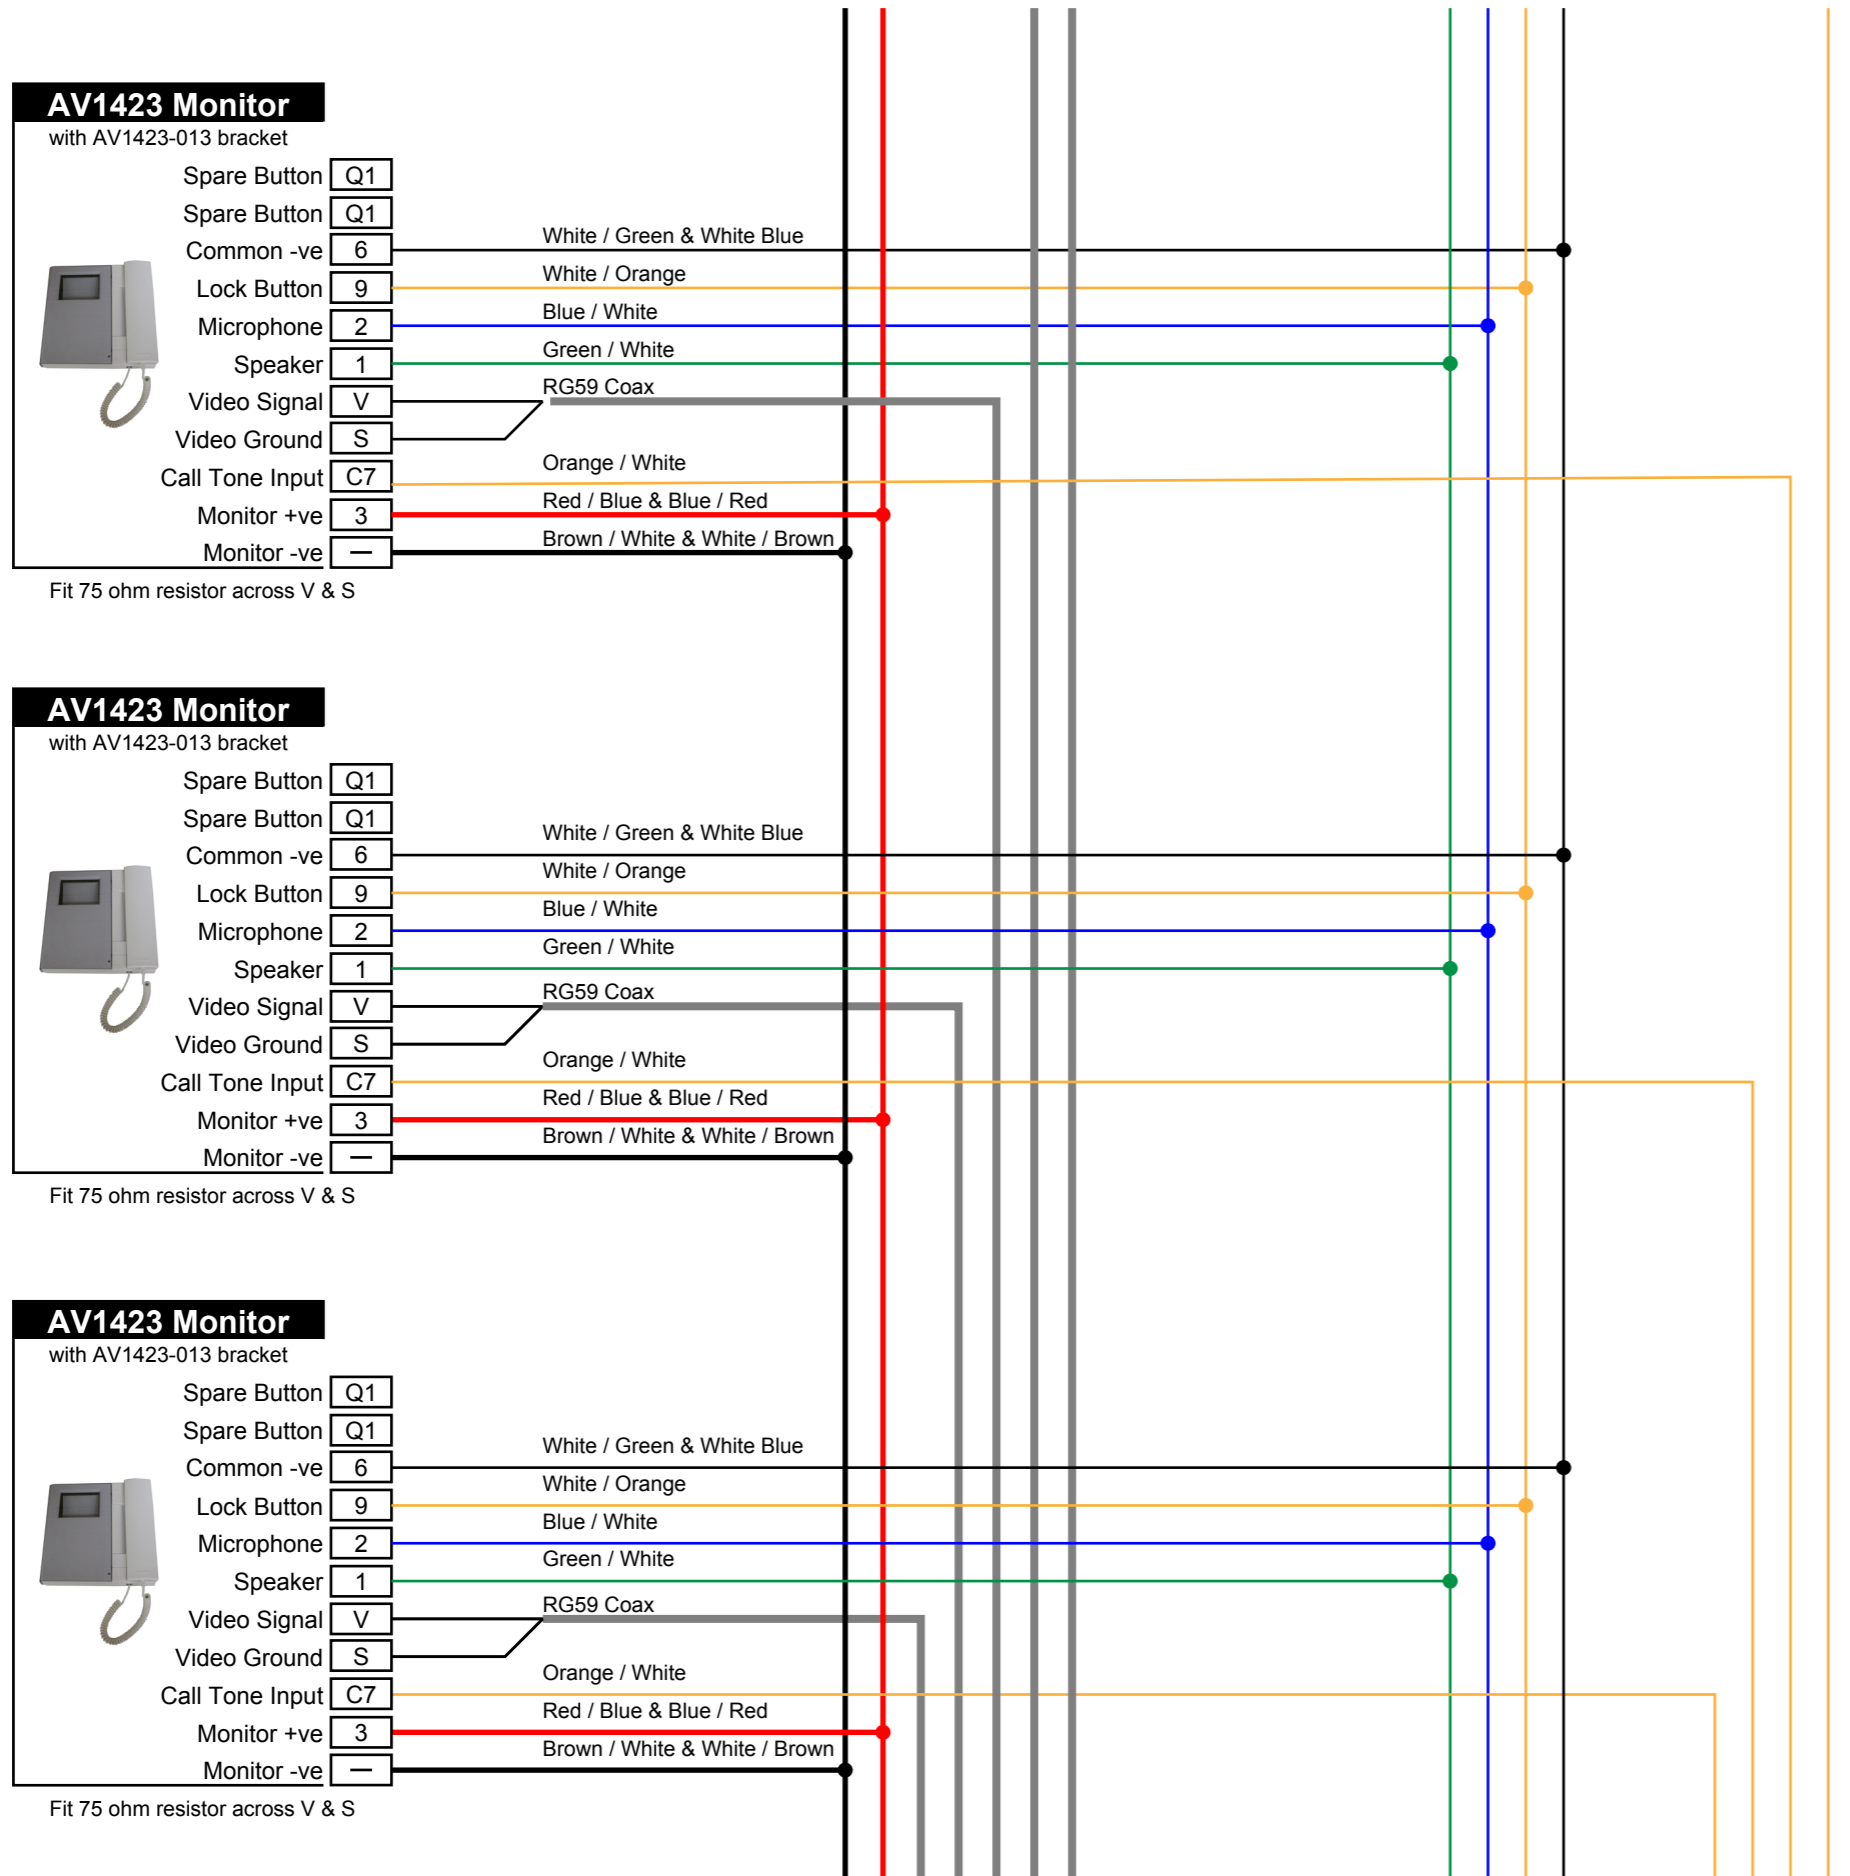 AV1423 Monitor
with AV1423-013 bracket
Spare Button Q1
Spare Button Q1
White / Green & White Blue
Common -ve 6
White / Orange
Lock Button 9
Blue / White
Microphone 2
Green / White
Speaker 1
RG59 Coax
Video Signal V
Video Ground S
Orange / White
Call Tone Input C7
Red / Blue & Blue / Red
Monitor +ve 3
Brown / White & White / Brown
Monitor -ve —
Fit 75 ohm resistor across V & S
AV1423 Monitor
with AV1423-013 bracket
Spare Button Q1
Spare Button Q1
White / Green & White Blue
Common -ve 6
White / Orange
Lock Button 9
Blue / White
Microphone 2
Green / White
Speaker 1
RG59 Coax
Video Signal V
Video Ground S
Orange / White
Call Tone Input C7
Red / Blue & Blue / Red
Monitor +ve 3
Brown / White & White / Brown
Monitor -ve —
Fit 75 ohm resistor across V & S
AV1423 Monitor
with AV1423-013 bracket
Spare Button Q1
Spare Button Q1
White / Green & White Blue
Common -ve 6
White / Orange
Lock Button 9
Blue / White
Microphone 2
Green / White
Speaker 1
RG59 Coax
Video Signal V
Video Ground S
Orange / White
Call Tone Input C7
Red / Blue & Blue / Red
Monitor +ve 3
Brown / White & White / Brown
Monitor -ve —
Fit 75 ohm resistor across V & S